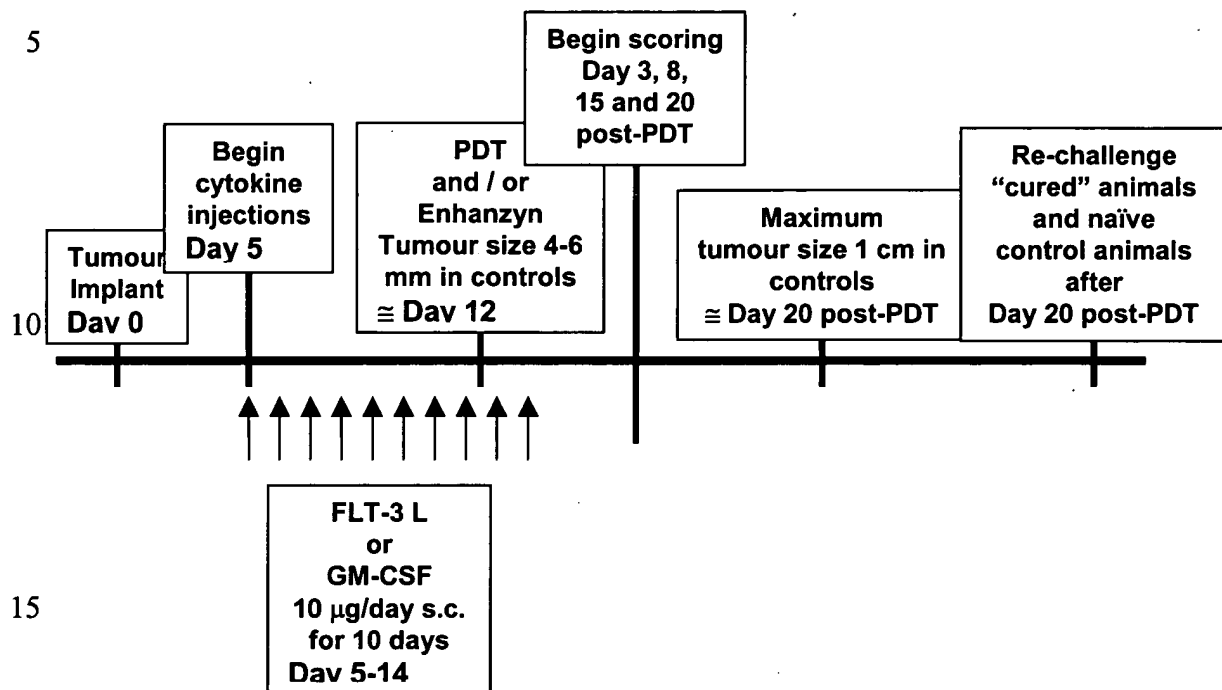 5
Begin scoring
Day 3, 8,
15 and 20
post-PDT
Begin
cytokine
injections
Day 5
PDT
and / or
Enhanzyn
Tumour size 4-6
mm in controls
≅ Day 12
Re-challenge
“cured” animals
and naïve
control animals
after
Day 20 post-PDT
Maximum
tumour size 1 cm in
controls
≅ Day 20 post-PDT
Tumour
Implant
Day 0
10
FLT-3 L
or
GM-CSF
10 μg/day s.c.
for 10 days
Day 5-14
15